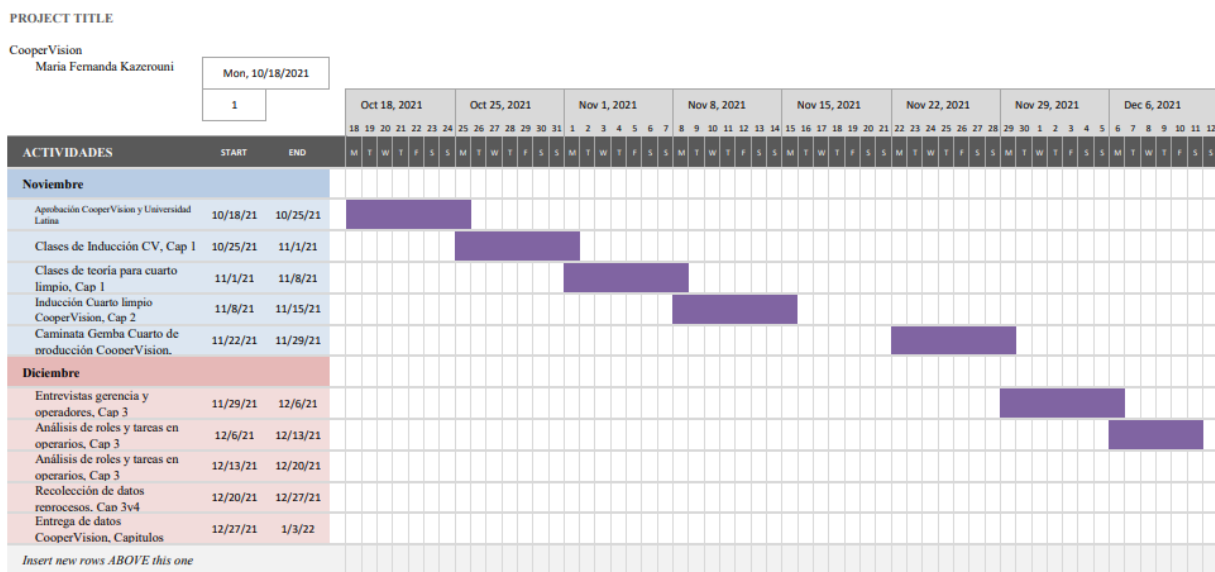 PROJECT TITLE
CooperVision
Maria Fernanda Kazerouni
Mon, 10/18/2021
1
Oct 18, 2021 Oct 25, 2021 Nov 1, 2021 Nov 8, 2021 Nov 15, 2021 Nov 22, 2021 Nov 29, 2021 Dec 6, 2021
18 19 20 21 22 23 24 25 26 27 28 29 30 31 1 2 3 4 5 6 7 8 9 10 11 12 13 14 15 16 17 18 19 20 21 22 23 24 25 26 27 28 29 30 1 2 3 4 5 6 7 8 9 10 11 12
ACTIVIDADES START END M T W T F S S M T W T F S S M T W T F S S M T W T F S S M T W T F S S M T W T F S S M T W T F S S M T W T F S S
Noviembre
Aprobación CooperVision y Universidad
Latina
10/18/21 10/25/21
Clases de Inducción CV, Cap 1 10/25/21 11/1/21
Clases de teoría para cuarto
limpio, Cap 1
11/1/21 11/8/21
Inducción Cuarto limpio
CooperVision, Cap 2
11/8/21 11/15/21
Caminata Gemba Cuarto de
producción CooperVision,
11/22/21 11/29/21
Diciembre
Entrevistas gerencia y
operadores, Cap 3
11/29/21 12/6/21
Análisis de roles y tareas en
operarios, Cap 3
12/6/21 12/13/21
Análisis de roles y tareas en
operarios, Cap 3
12/13/21 12/20/21
Recolección de datos
reprocesos, Cap 3y4
12/20/21 12/27/21
Entrega de datos
CooperVision, Capitulos
12/27/21 1/3/22
Insert new rows ABOVE this one